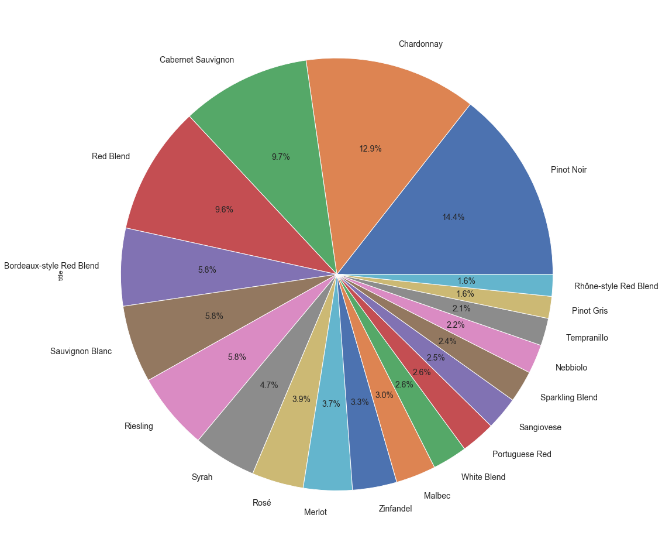 Pinot Noir
14.4%
Chardonnay
12.9%
Cabernet Sauvignon
9.7%
Red Blend
9.6%
Bordeaux-style Red Blend
5.8%
Sauvignon Blanc
5.8%
Riesling
5.8%
Syrah
4.7%
Rosé
3.9%
Merlot
3.7%
Zinfandel
3.3%
Malbec
3.0%
White Blend
2.6%
Portuguese Red
2.6%
Sangiovese
2.5%
Sparkling Blend
2.4%
Nebbiolo
2.2%
Tempranillo
2.1%
Pinot Gris
1.6%
Rhône-style Red Blend
1.6%